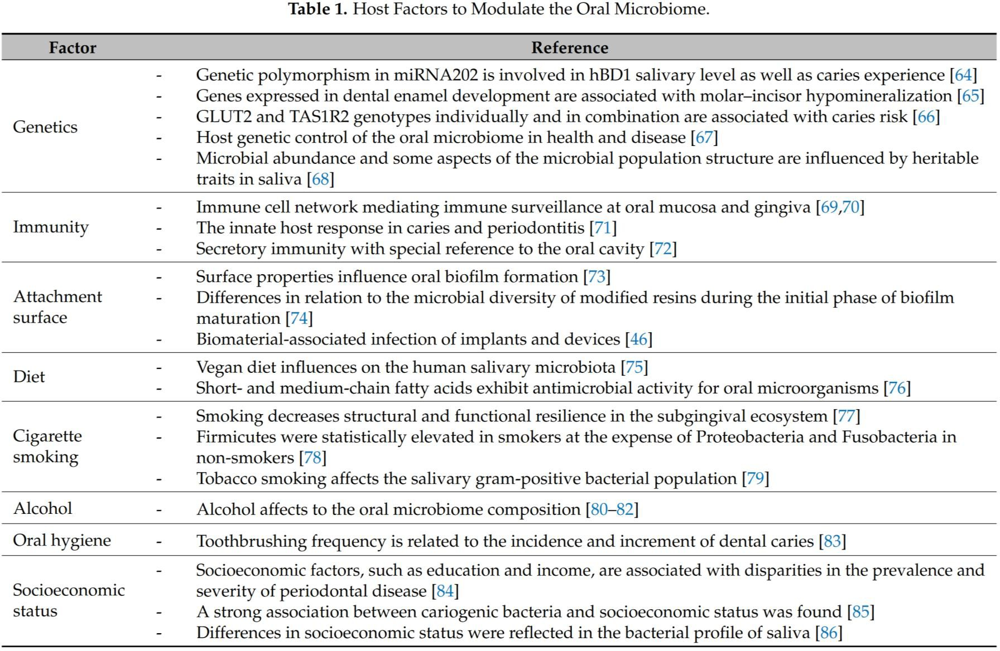 Table 1. Host Factors to Modulate the Oral Microbiome.
Factor Reference
Genetics
- Genetic polymorphism in miRNA202 is involved in hBD1 salivary level as well as caries experience [64]
- Genes expressed in dental enamel development are associated with molar–incisor hypomineralization [65]
- GLUT2 and TAS1R2 genotypes individually and in combination are associated with caries risk [66]
- Host genetic control of the oral microbiome in health and disease [67]
- Microbial abundance and some aspects of the microbial population structure are influenced by heritable
traits in saliva [68]
Immunity
- Immune cell network mediating immune surveillance at oral mucosa and gingiva [69,70]
- The innate host response in caries and periodontitis [71]
- Secretory immunity with special reference to the oral cavity [72]
Attachment
surface
- Surface properties influence oral biofilm formation [73]
- Differences in relation to the microbial diversity of modified resins during the initial phase of biofilm
maturation [74]
- Biomaterial-associated infection of implants and devices [46]
Diet
- Vegan diet influences on the human salivary microbiota [75]
- Short- and medium-chain fatty acids exhibit antimicrobial activity for oral microorganisms [76]
Cigarette
smoking
- Smoking decreases structural and functional resilience in the subgingival ecosystem [77]
- Firmicutes were statistically elevated in smokers at the expense of Proteobacteria and Fusobacteria in
non-smokers [78]
- Tobacco smoking affects the salivary gram-positive bacterial population [79]
Alcohol
- Alcohol affects to the oral microbiome composition [80–82]
Oral hygiene
- Toothbrushing frequency is related to the incidence and increment of dental caries [83]
Socioeconomic
status
- Socioeconomic factors, such as education and income, are associated with disparities in the prevalence and
severity of periodontal disease [84]
- A strong association between cariogenic bacteria and socioeconomic status was found [85]
- Differences in socioeconomic status were reflected in the bacterial profile of saliva [86]